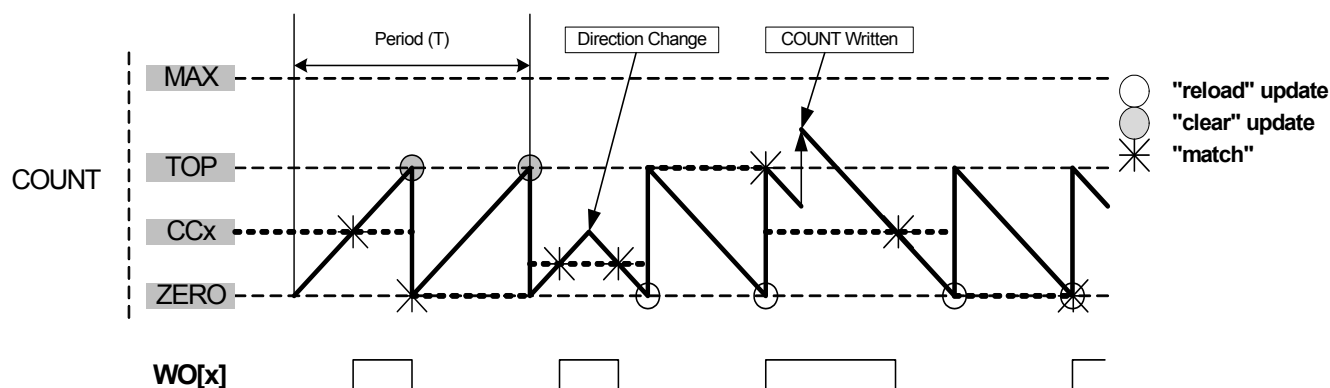 Period (T)
Direction Change
COUNT Written
MAX
"reload" update
"clear" update
"match"
TOP
COUNT
CCx
ZERO
WO[x]